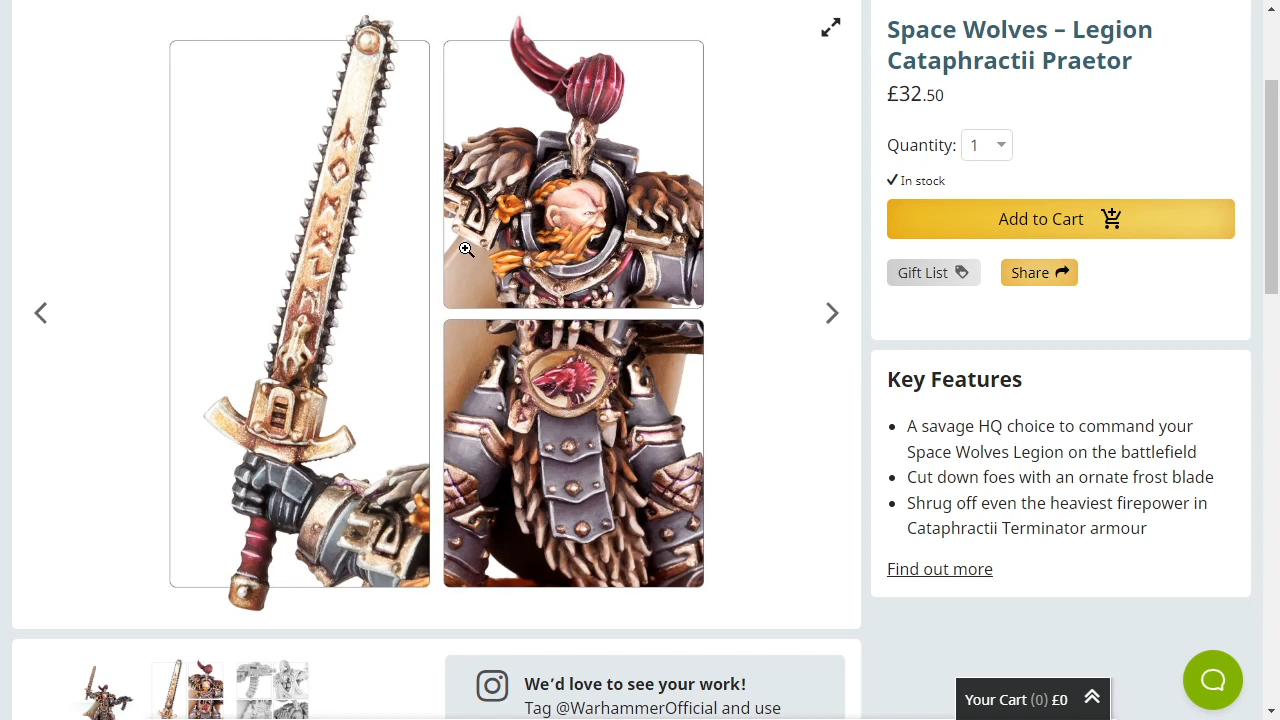 Space Wolves – Legion
Cataphractii Praetor
£32.50
Quantity: 1
In stock
Add to Cart
Gift List
Share
Key Features
A savage HQ choice to command your
Space Wolves Legion on the battlefield
Cut down foes with an ornate frost blade
Shrug off even the heaviest firepower in
Cataphractii Terminator armour
Find out more
We’d love to see your work!
Tag @WarhammerOfficial and use
Your Cart (0) £0